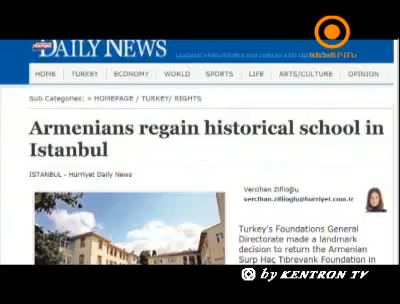 Hürriyet
DAILY NEWS
HOME TURKEY ECONOMY WORLD SPORTS LIFE ARTS/CULTURE OPINION
Sub Categories: > HOMEPAGE / TURKEY/ RIGHTS
Armenians regain historical school in
Istanbul
ISTANBUL - Hürriyet Daily News
Vercihan Ziflioğlu
vercihan.ziflioglu@hurriyet.com.tr
Turkey's Foundations General
Directorate made a landmark
decision to return the Armenian
Surp Haç Tıbrevank Foundation in
by KENTRON TV